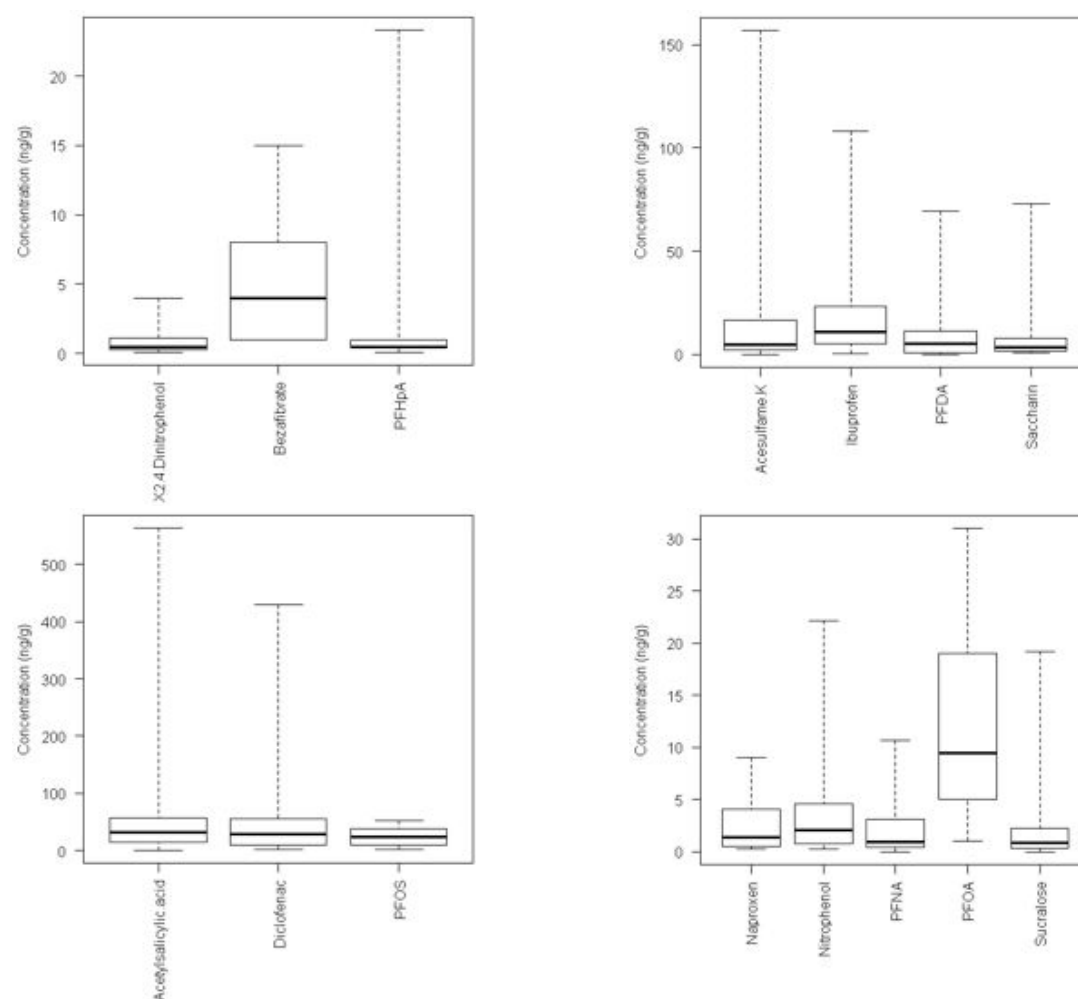 Concentration (ng/g)
20
15
10
5
0
X2.4.Dinitrophenol
Bezafibrate
PFHpA
Concentration (ng/g)
150
100
50
0
Acesulfame.K
Ibuprofen
PFDA
Saccharin
Concentration (ng/g)
500
400
300
200
100
0
Acetylsalicylic.acid
Diclofenac
PFOS
Concentration (ng/g)
30
25
20
15
10
5
0
Naproxen
Nitrophenol
PFNA
PFOA
Sucralose